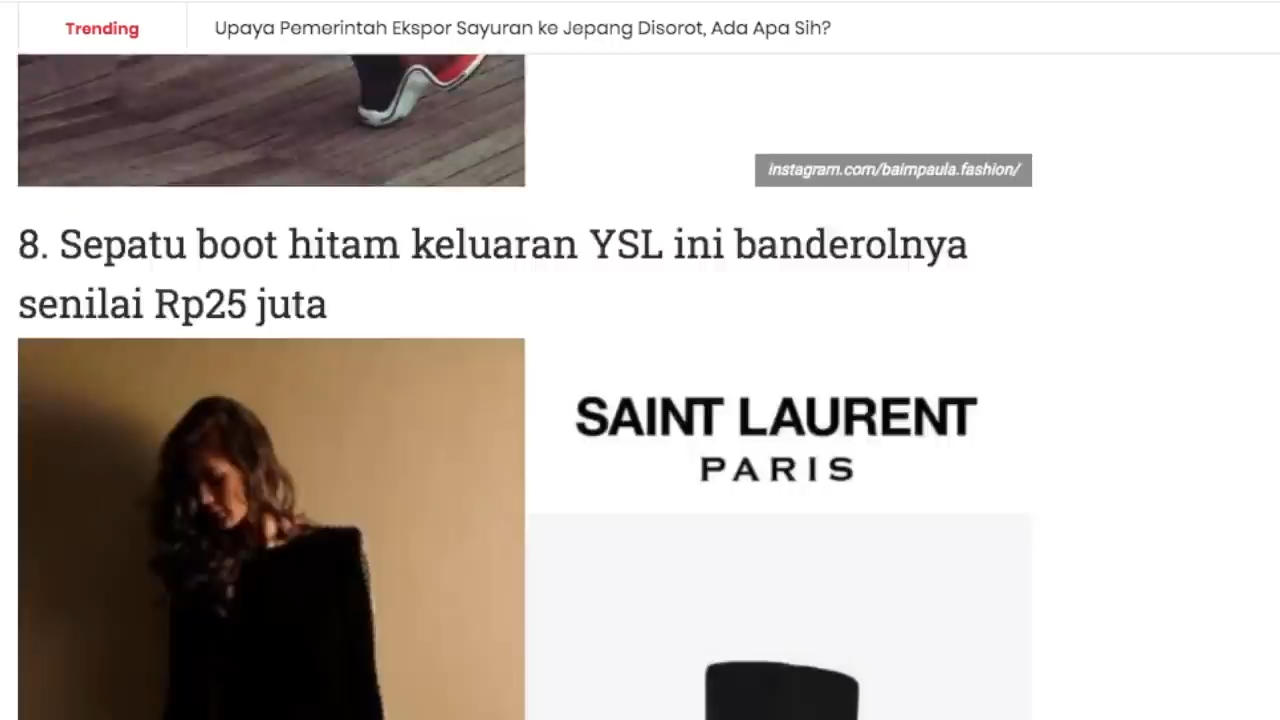 Trending
Upaya Pemerintah Ekspor Sayuran ke Jepang Disorot, Ada Apa Sih?
instagram.com/baimpaula.fashion/
8. Sepatu boot hitam keluaran YSL ini banderolnya
senilai Rp25 juta
SAINT LAURENT
PARIS